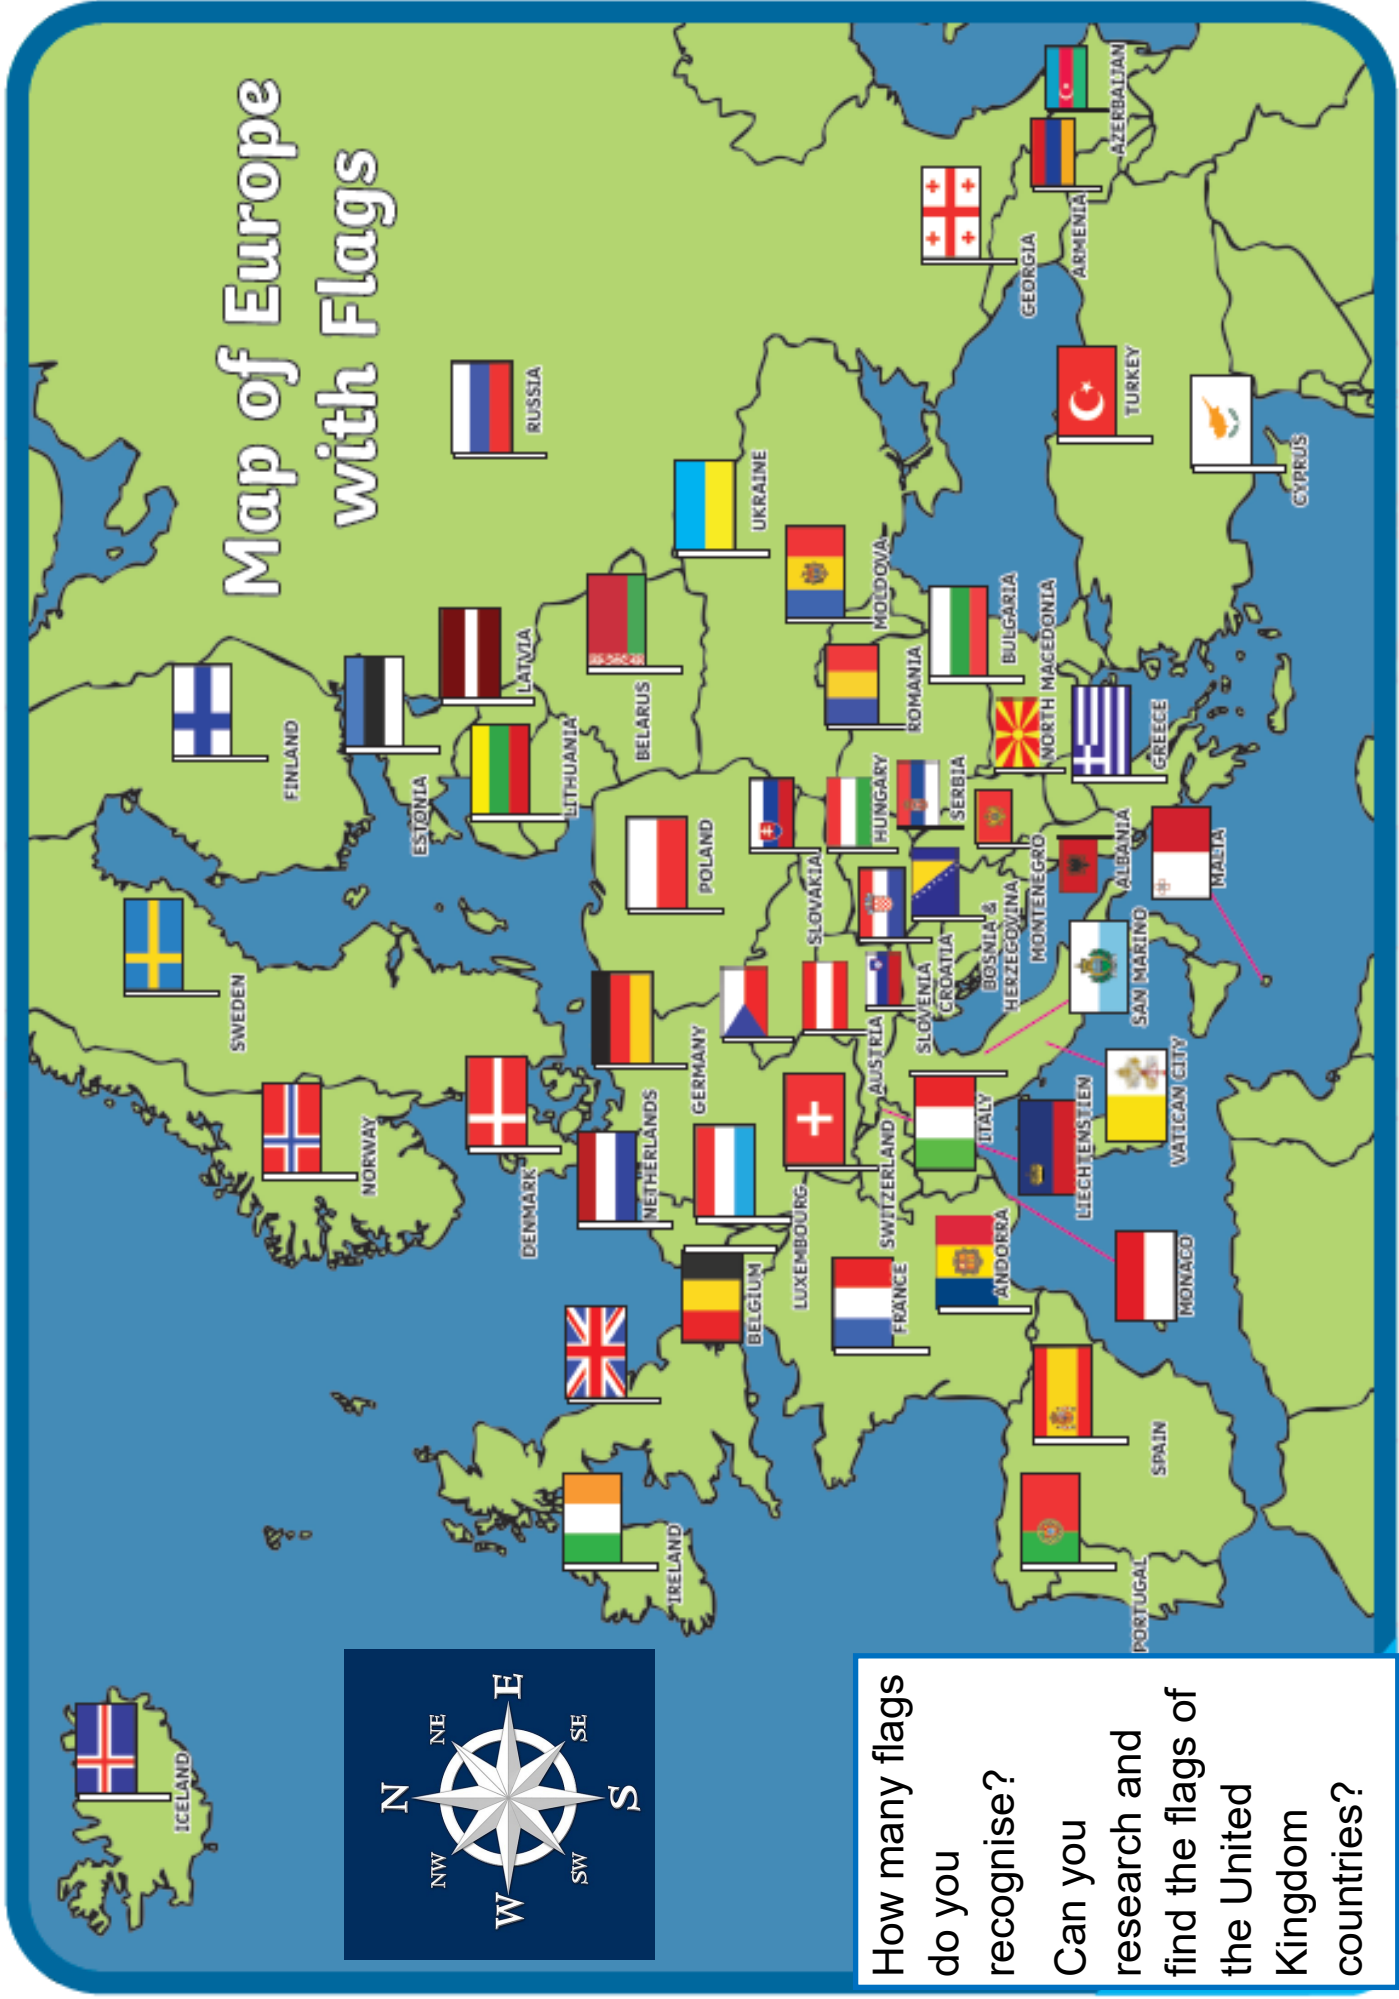 Map of Europe
with Flags
ICELAND
SWEDEN
FINLAND
NORWAY
ESTONIA
LATVIA
RUSSIA
DENMARK
LITHUANIA
BELARUS
IRELAND
NETHERLANDS
GERMANY
POLAND
UKRAINE
BELGIUM
LUXEMBOURG
SLOVAKIA
MOLDOVA
AUSTRIA
HUNGARY
SWITZERLAND
FRANCE
ROMANIA
SLOVENIA
CROATIA
SERBIA
BOSNIA &
HERZEGOVINA
BULGARIA
ANDORRA
ITALY
MONTENEGRO
NORTH MACEDONIA
GEORGIA
ARMENIA
AZERBAIJAN
LIECHTENSTIEN
ALBANIA
TURKEY
PORTUGAL
SPAIN
SAN MARINO
GREECE
MONACO
VATICAN CITY
MALTA
CYPRUS
N
NW
NE
W
E
SW
SE
S
How many flags
do you
recognise?
Can you
research and
find the flags of
the United
Kingdom
countries?